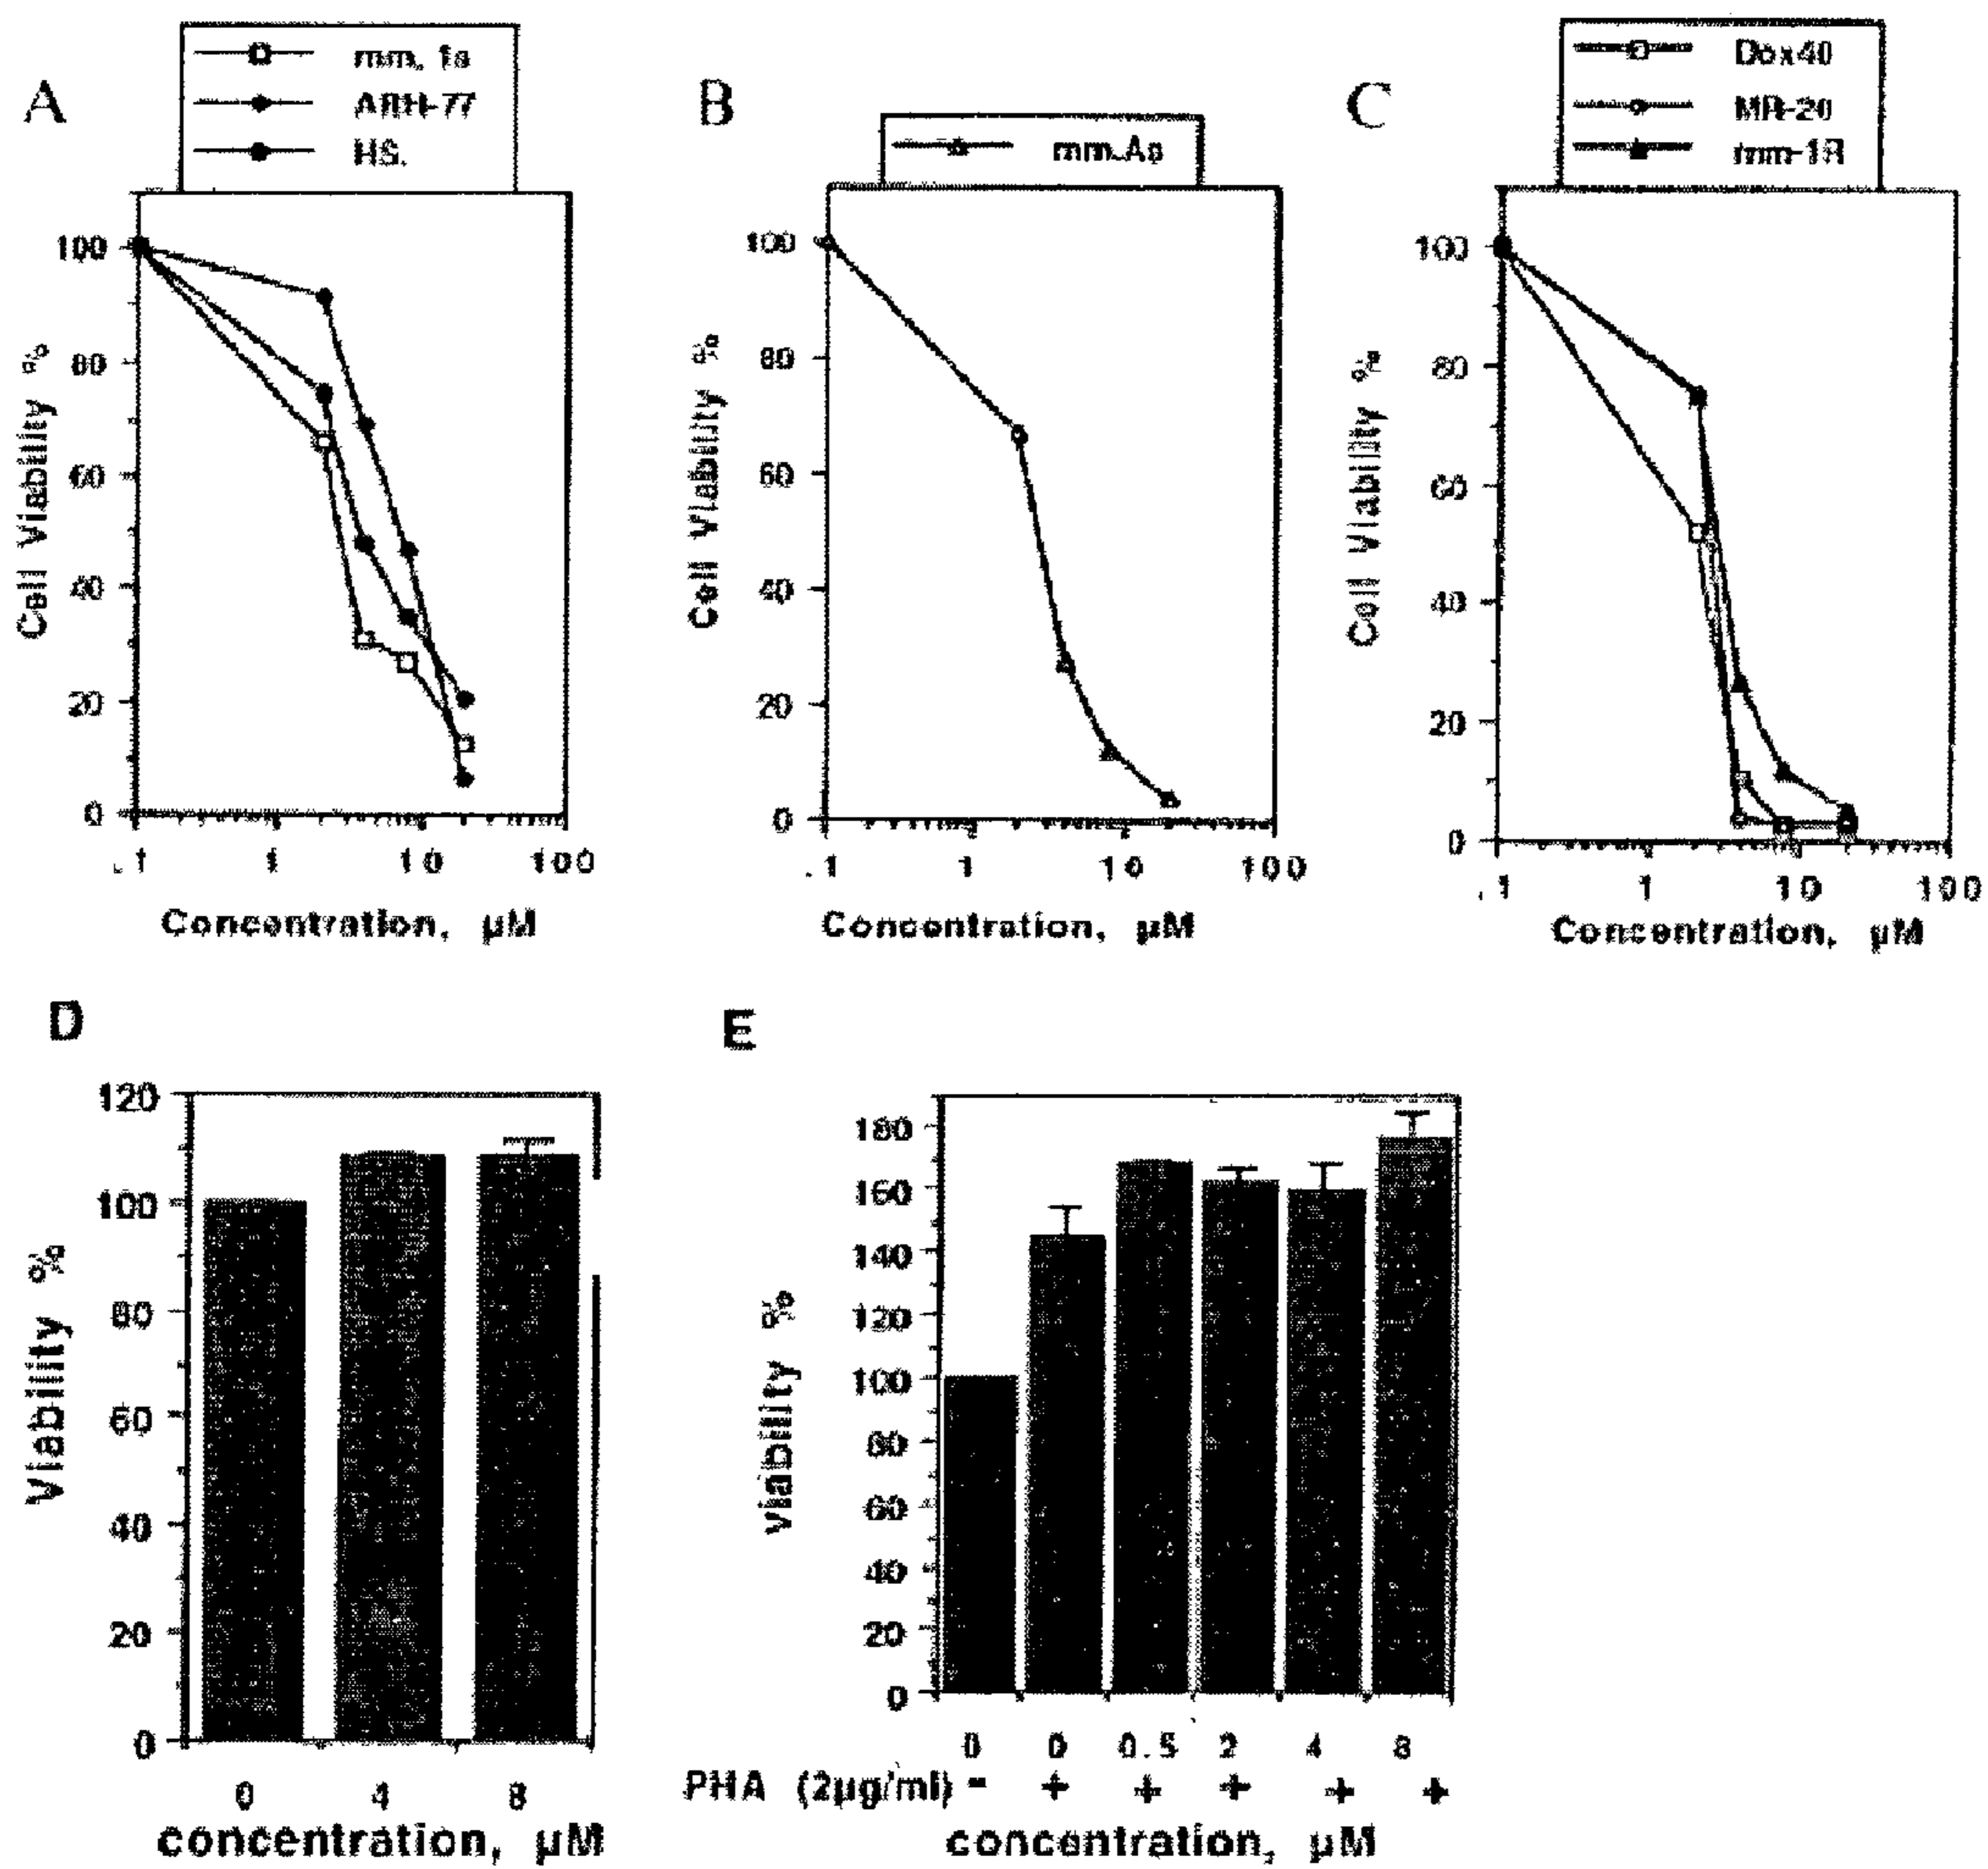 A
mm. 1s
ARH-77
HS.
100
80
60
40
20
0
Cell Viability %
.1 1 10 100
Concentration, µM
B
mm.As
100
80
60
40
20
0
Cell Viability %
.1 1 10 100
Concentration, µM
C
Dox40
MR-20
mm-1R
100
80
60
40
20
0
Cell Viability %
.1 1 10 100
Concentration, µM
D
120
100
80
60
40
20
0
Viability %
0 4 8
concentration, µM
E
180
160
140
120
100
80
60
40
20
0
viability %
0 0 0.5 2 4 8
PHA (2µg/ml) - + + + + +
concentration, µM